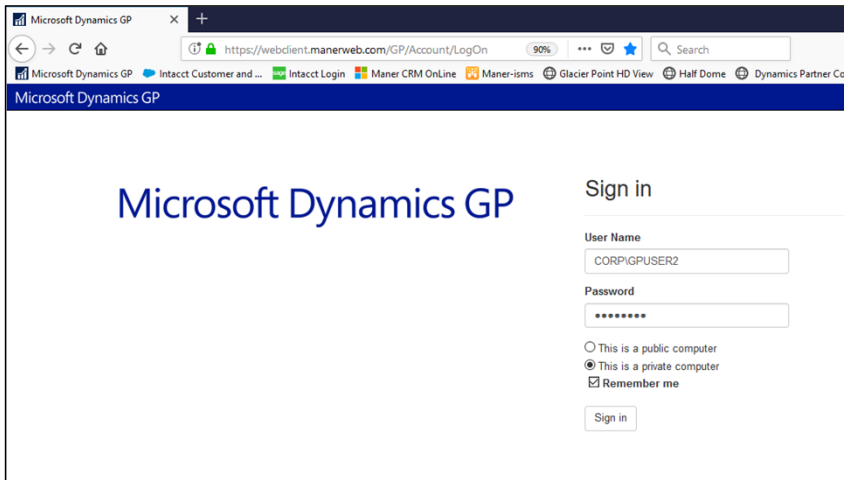 Microsoft Dynamics GP
https://webclient.manerweb.com/GP/Account/LogOn 90% Search
Microsoft Dynamics GP Intacct Customer and ... sage Intacct Login Maner CRM OnLine Maner-isms Glacier Point HD View Half Dome Dynamics Partner Co
Microsoft Dynamics GP
Microsoft Dynamics GP
Sign in
User Name
CORP\GPUSER2
Password
This is a public computer
This is a private computer
Remember me
Sign in